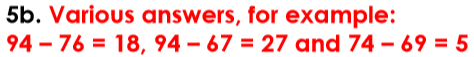 5b. Various answers, for example:
94 – 76 = 18, 94 – 67 = 27 and 74 – 69 = 5